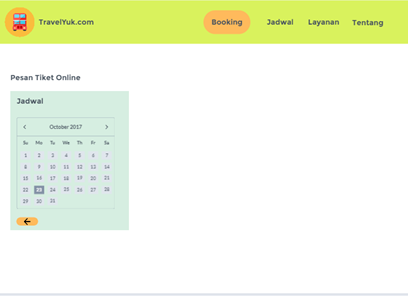 TravelYuk.com
Booking
Jadwal
Layanan
Tentang
Pesan Tiket Online
Jadwal
October 2017
Su Mo Tu We Th Fr Sa
1 2 3 4 5 6 7
8 9 10 11 12 13 14
15 16 17 18 19 20 21
22 23 24 25 26 27 28
29 30 31